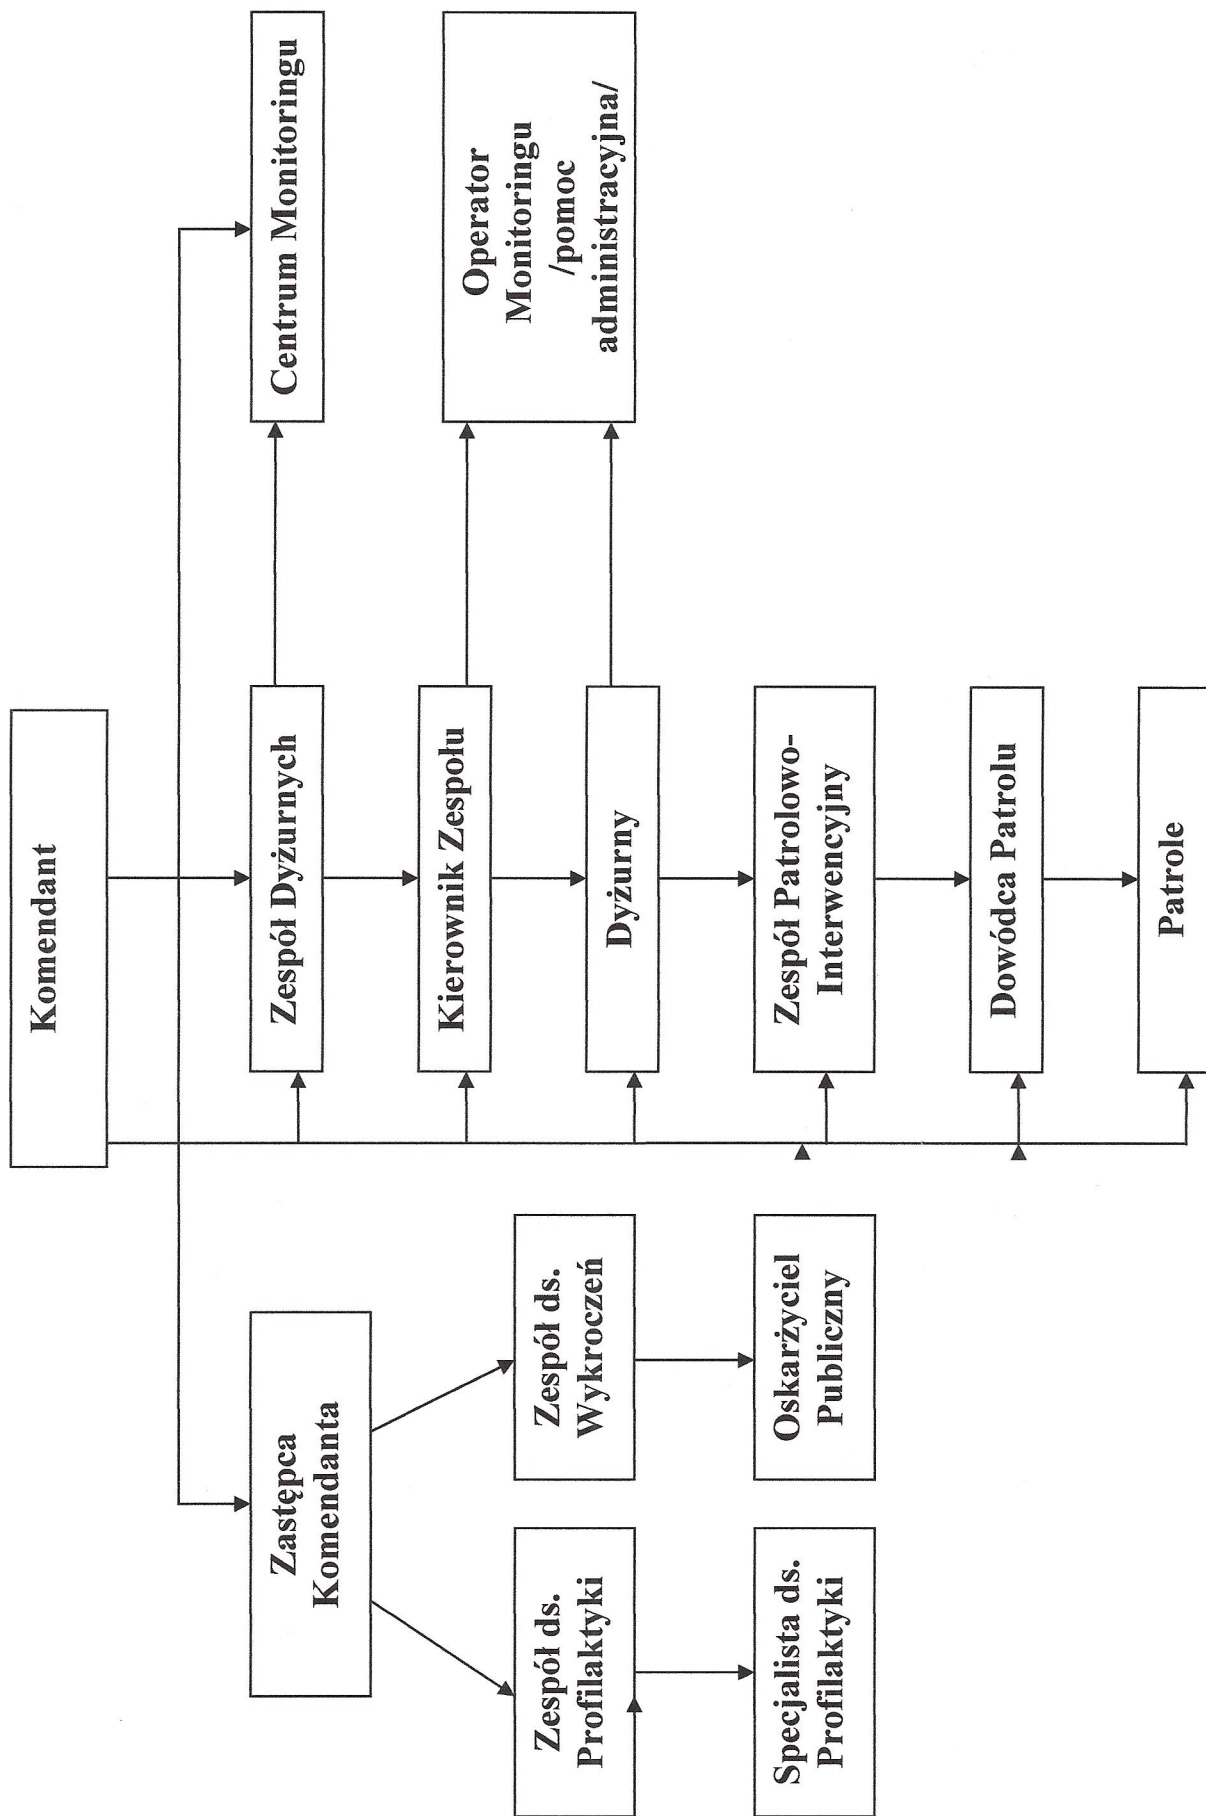 Komendant
Zastępca
Komendanta
Zespół Dyżurnych
Centrum Monitoringu
Kierownik Zespołu
Operator
Monitoringu
/pomoc
administracyjna/
Zespół ds.
Profilaktyki
Zespół ds.
Wykroczeń
Dyżurny
Specjalista ds.
Profilaktyki
Oskarżyciel
Publiczny
Zespół Patrolowo-
Interwencyjny
Dowódca Patrolu
Patrole